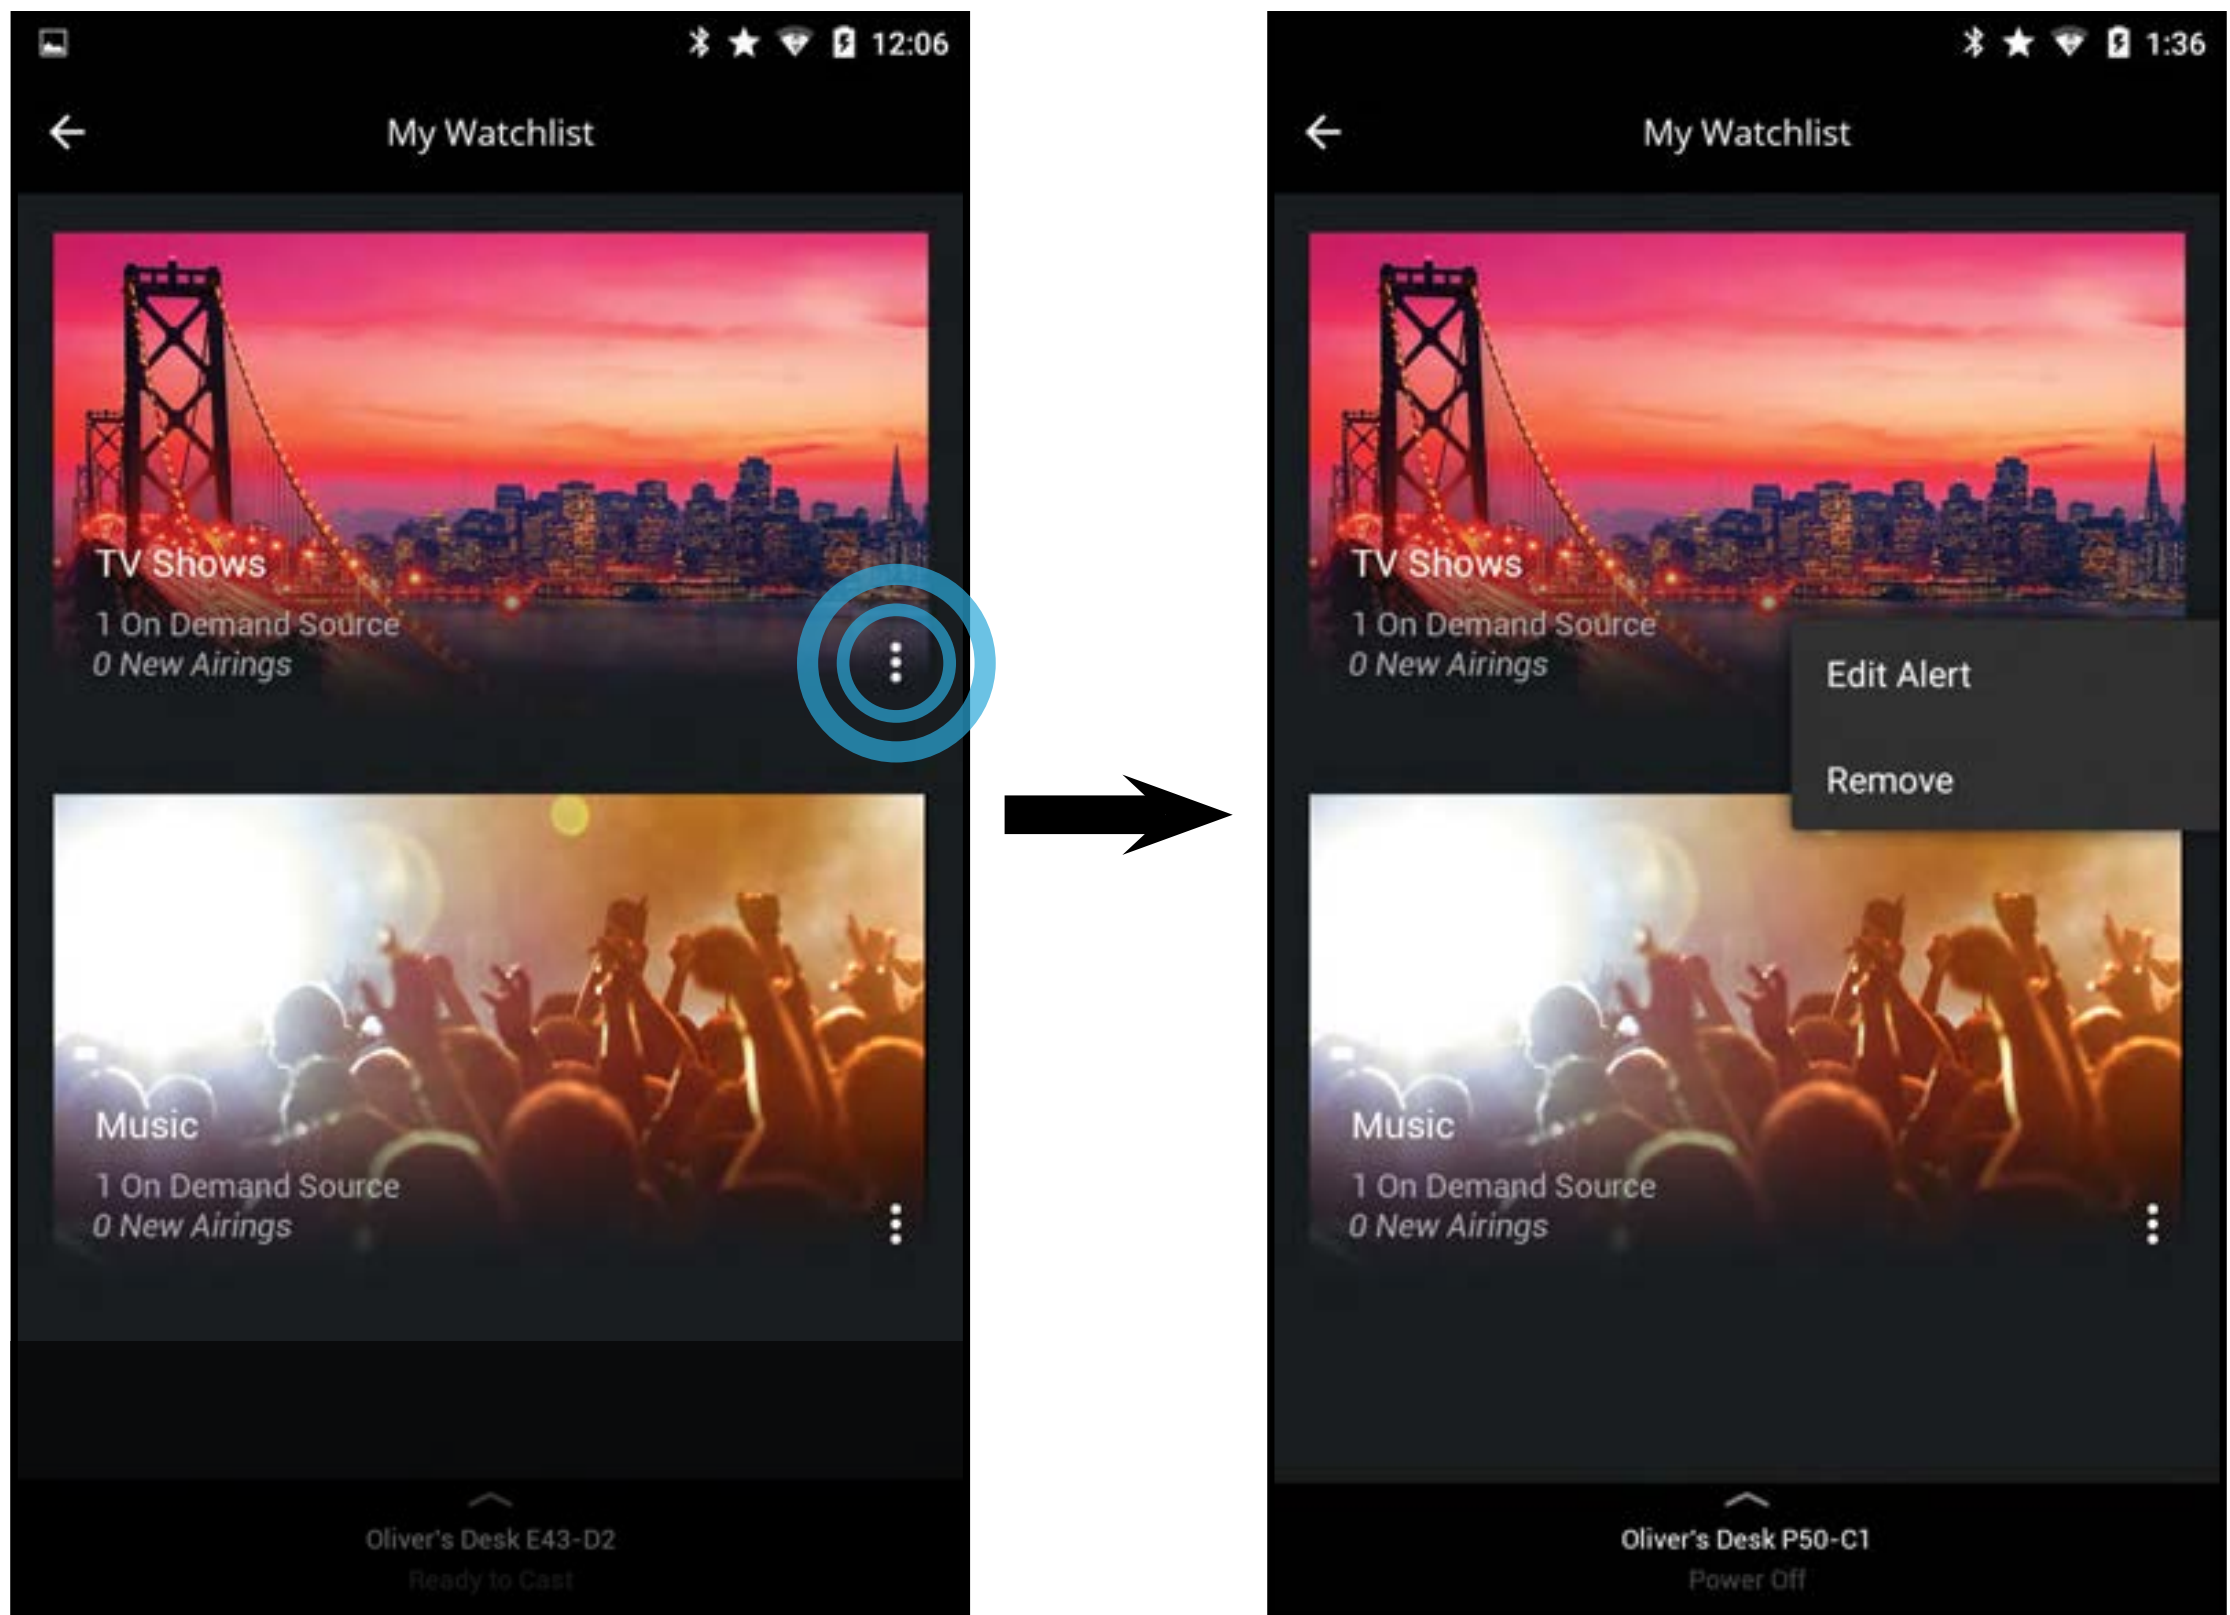 12:06
My Watchlist
TV Shows
1 On Demand Source
0 New Airings
Music
1 On Demand Source
0 New Airings
Oliver's Desk E43-D2
Ready to Cast
1:36
My Watchlist
TV Shows
1 On Demand Source
0 New Airings
Edit Alert
Remove
Music
1 On Demand Source
0 New Airings
Oliver's Desk P50-C1
Power Off